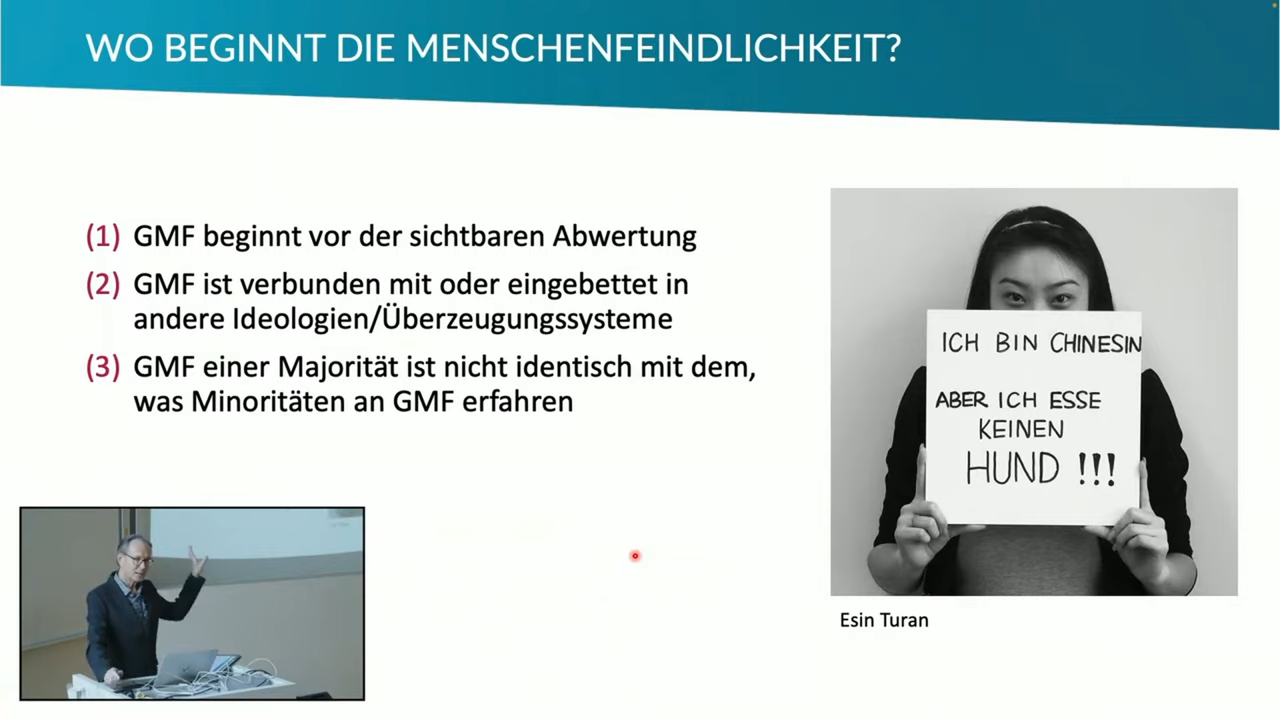 WO BEGINNT DIE MENSCHENFEINDLICHKEIT?
(1) GMF beginnt vor der sichtbaren Abwertung
(2) GMF ist verbunden mit oder eingebettet in
andere Ideologien/Überzeugungssysteme
(3) GMF einer Majorität ist nicht identisch mit dem,
was Minoritäten an GMF erfahren
ICH BIN CHINESIN
ABER ICH ESSE
KEINEN
HUND !!!
Esin Turan